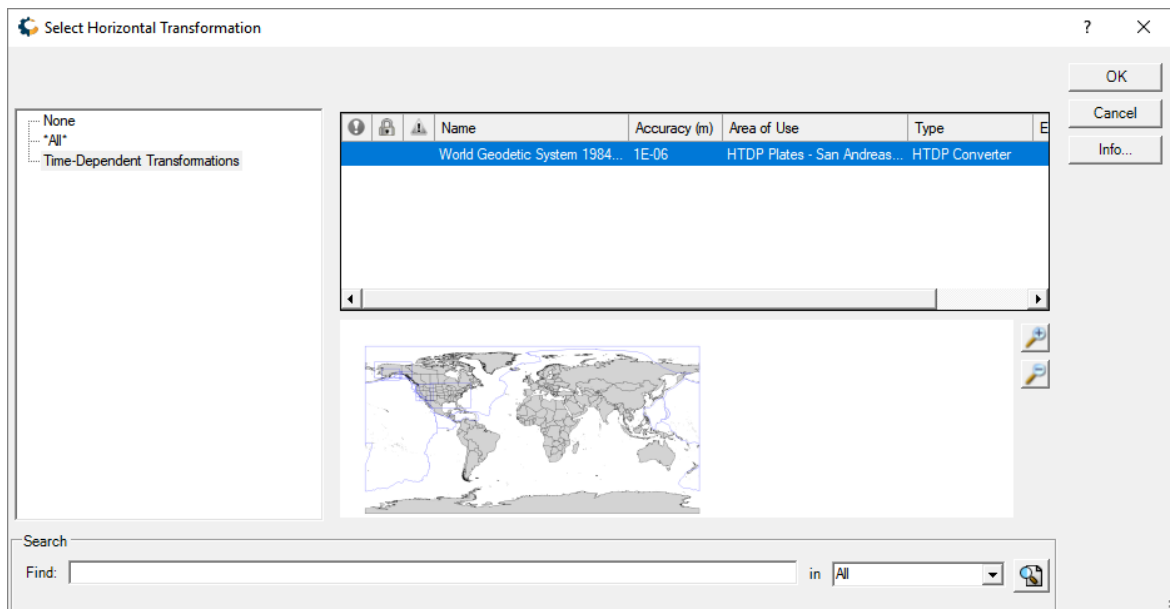 Select Horizontal Transformation
?
OK
Cancel
Info...
None
*All*
Time-Dependent Transformations
Name Accuracy (m) Area of Use Type E
World Geodetic System 1984... 1E-06 HTDP Plates - San Andreas... HTDP Converter
Search
Find: in All